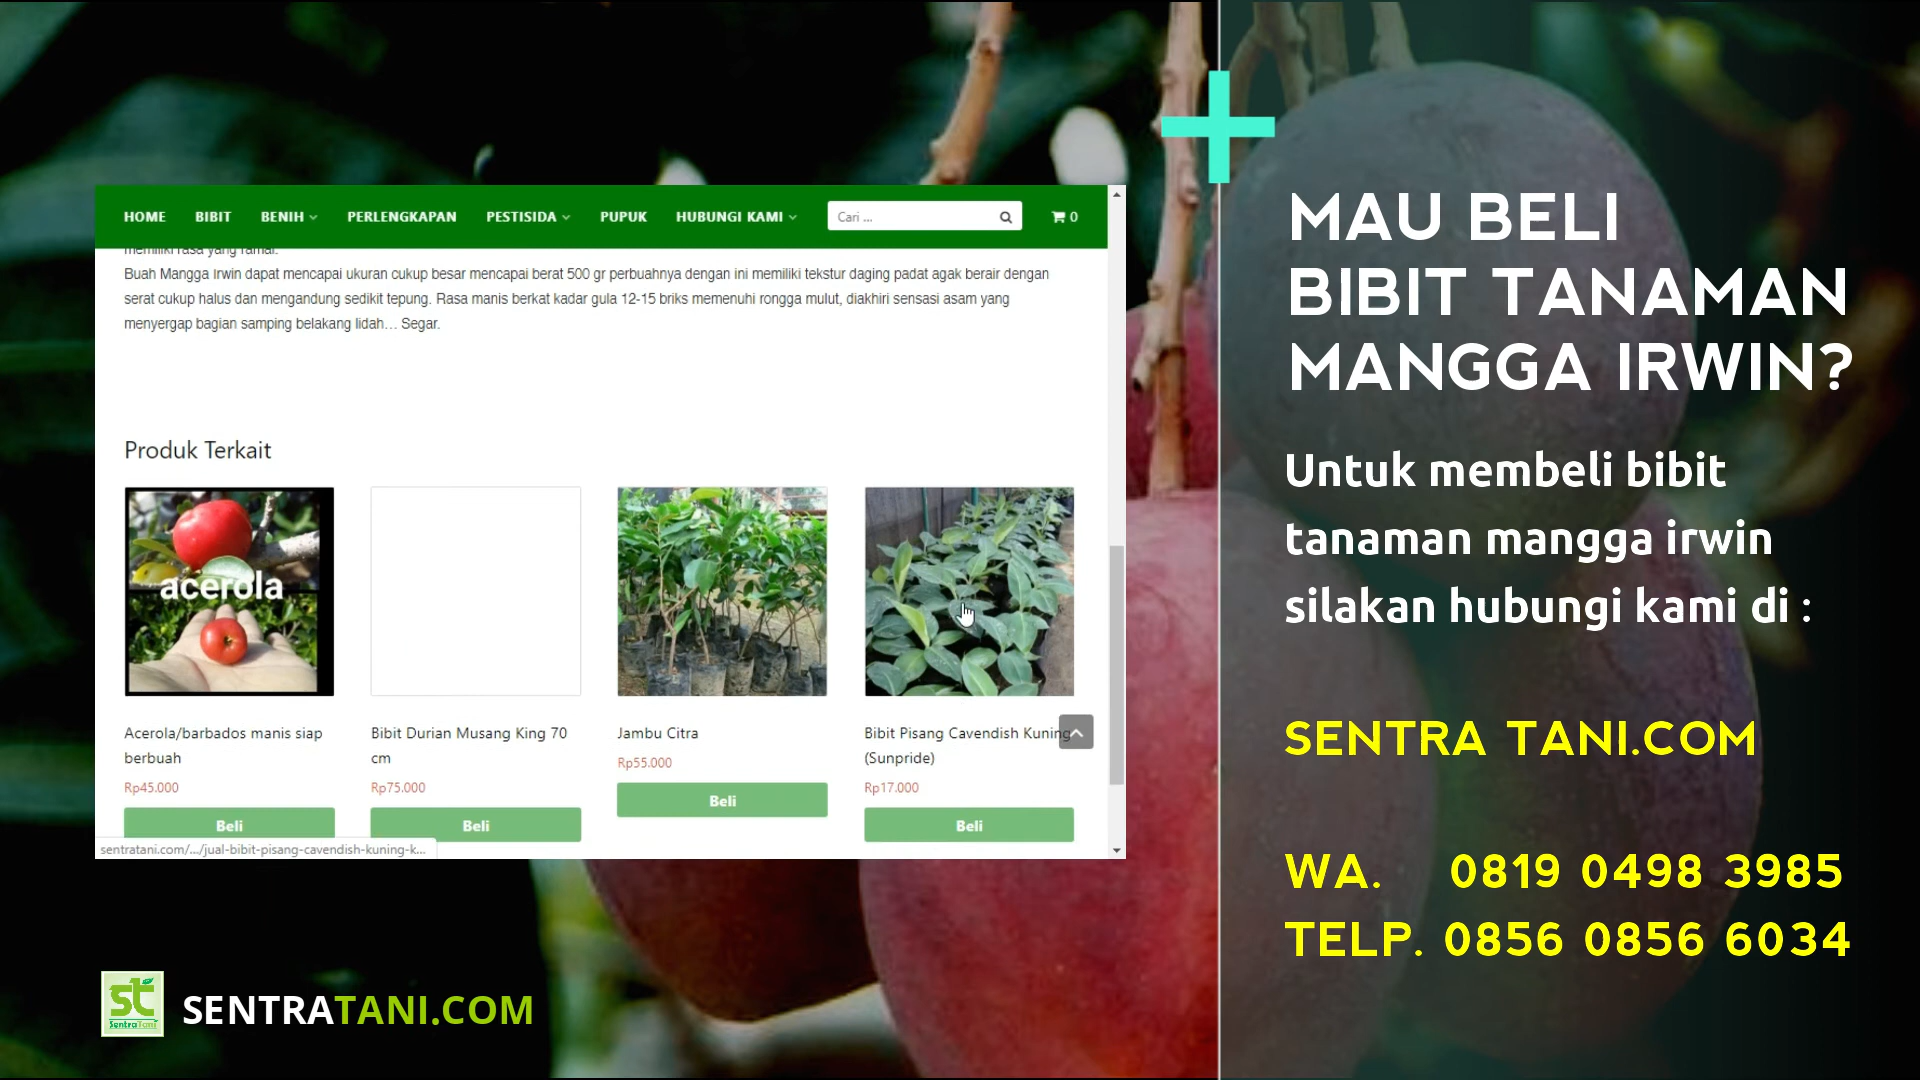 HOME BIBIT BENIH PERLENGKAPAN PESTISIDA PUPUK HUBUNGI KAMI Cari ... 0
memiliki rasa yang ramai.
Buah Mangga Irwin dapat mencapai ukuran cukup besar mencapai berat 500 gr perbuahnya dengan ini memiliki tekstur daging padat agak berair dengan
serat cukup halus dan mengandung sedikit tepung. Rasa manis berkat kadar gula 12-15 briks memenuhi rongga mulut, diakhiri sensasi asam yang
menyergap bagian samping belakang lidah… Segar.
Produk Terkait
acerola
Acerola/barbados manis siap
berbuah
Rp45.000
Beli
Bibit Durian Musang King 70
cm
Rp75.000
Beli
Jambu Citra
Rp55.000
Beli
Bibit Pisang Cavendish Kuning
(Sunpride)
Rp17.000
Beli
sentratani.com/.../jual-bibit-pisang-cavendish-kuning-k...
st
SentraTani
SENTRATANI.COM
MAU BELI
BIBIT TANAMAN
MANGGA IRWIN?
Untuk membeli bibit
tanaman mangga irwin
silakan hubungi kami di :
SENTRA TANI.COM
WA. 0819 0498 3985
TELP. 0856 0856 6034